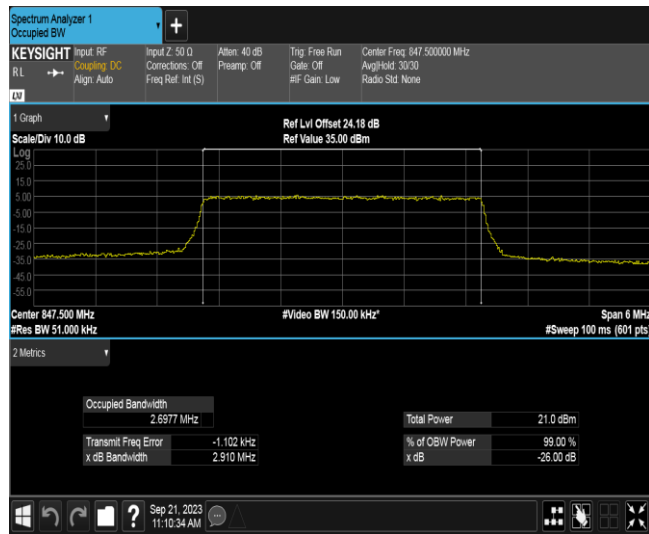 Spectrum Analyzer 1
Occupied BW
+
KEYSIGHT
RL
LXI
Input: RF
Coupling: DC
Align: Auto
Input Z: 50 Ω
Corrections: Off
Freq Ref: Int (S)
Atten: 40 dB
Preamp: Off
Trig: Free Run
Gate: Off
#IF Gain: Low
Center Freq: 847.500000 MHz
Avg|Hold: 30/30
Radio Std: None
1 Graph
Scale/Div 10.0 dB
Ref Lvl Offset 24.18 dB
Ref Value 35.00 dBm
Log
25.0
15.0
5.00
-5.00
-15.0
-25.0
-35.0
-45.0
-55.0
Center 847.500 MHz
#Video BW 150.00 kHz*
Span 6 MHz
#Res BW 51.000 kHz
#Sweep 100 ms (601 pts)
2 Metrics
Occupied Bandwidth
2.6977 MHz
Total Power 21.0 dBm
Transmit Freq Error -1.102 kHz
% of OBW Power 99.00 %
x dB Bandwidth 2.910 MHz
x dB -26.00 dB
?
Sep 21, 2023
11:10:34 AM